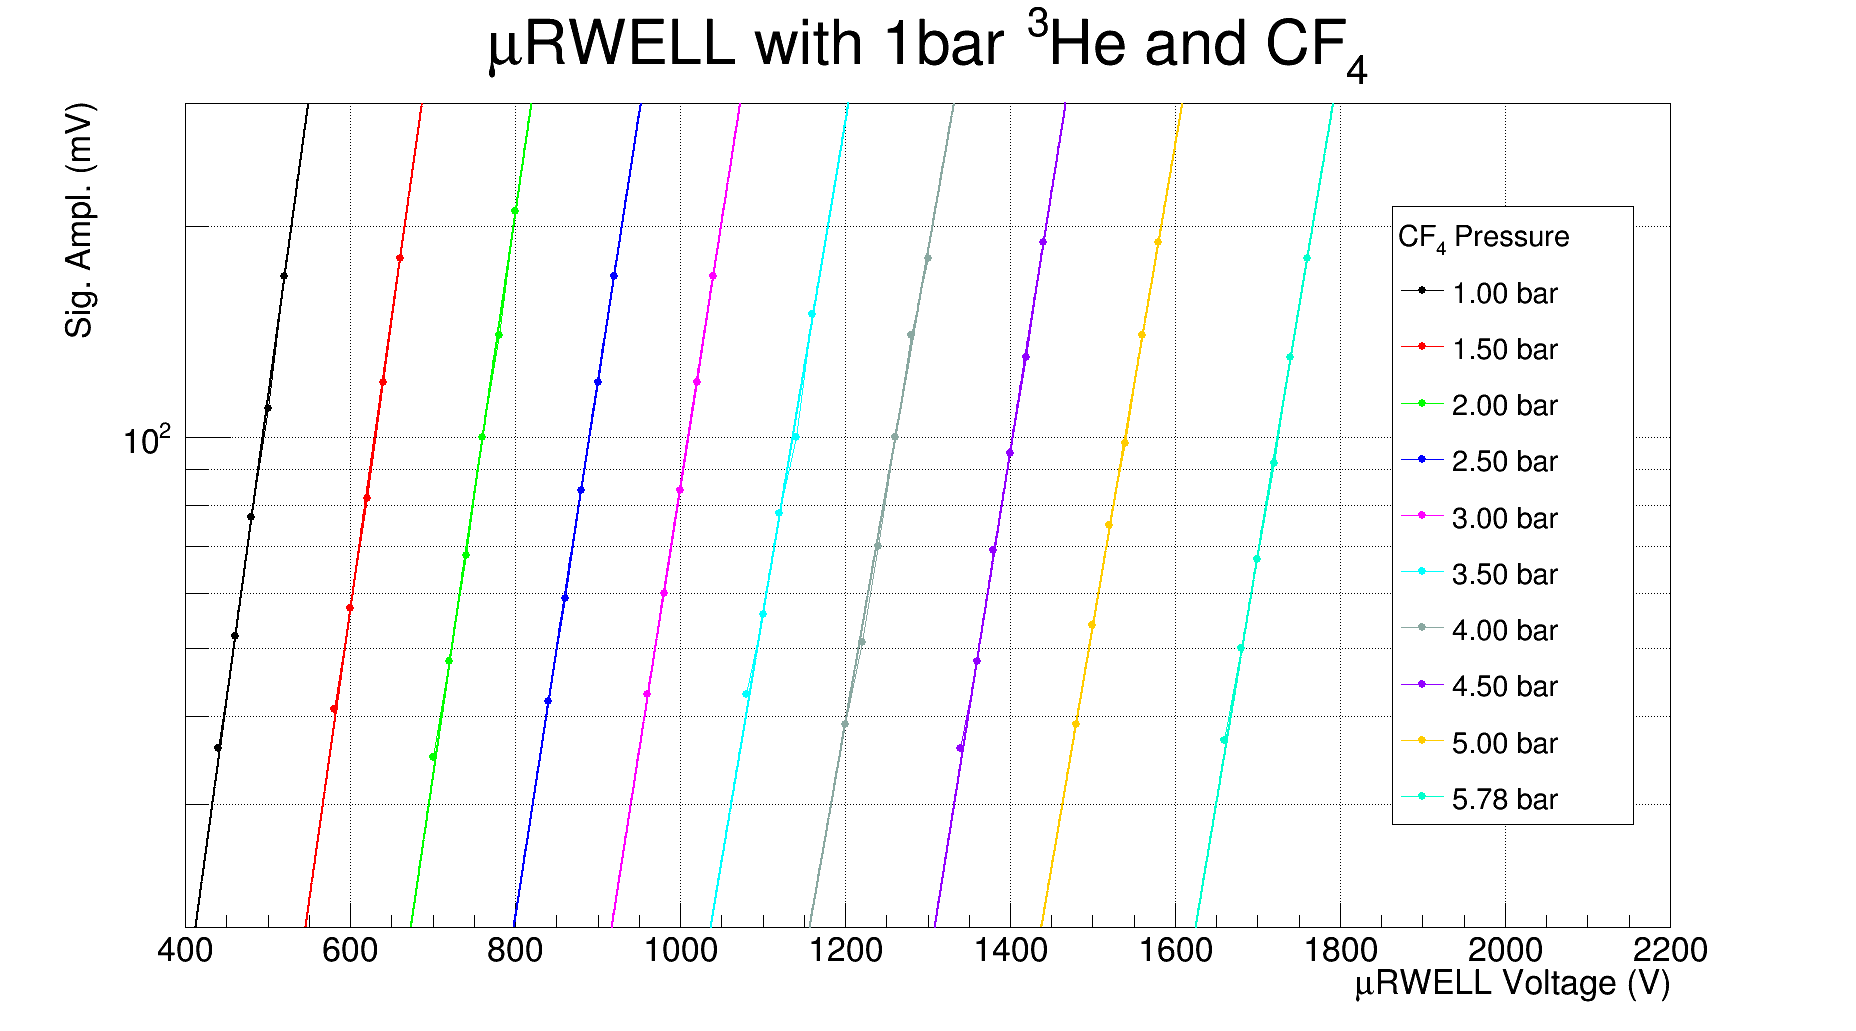 μRWELL with 1bar ³He and CF₄
Sig. Ampl. (mV)
10²
CF₄ Pressure
1.00 bar
1.50 bar
2.00 bar
2.50 bar
3.00 bar
3.50 bar
4.00 bar
4.50 bar
5.00 bar
5.78 bar
400 600 800 1000 1200 1400 1600 1800 2000 2200
μRWELL Voltage (V)